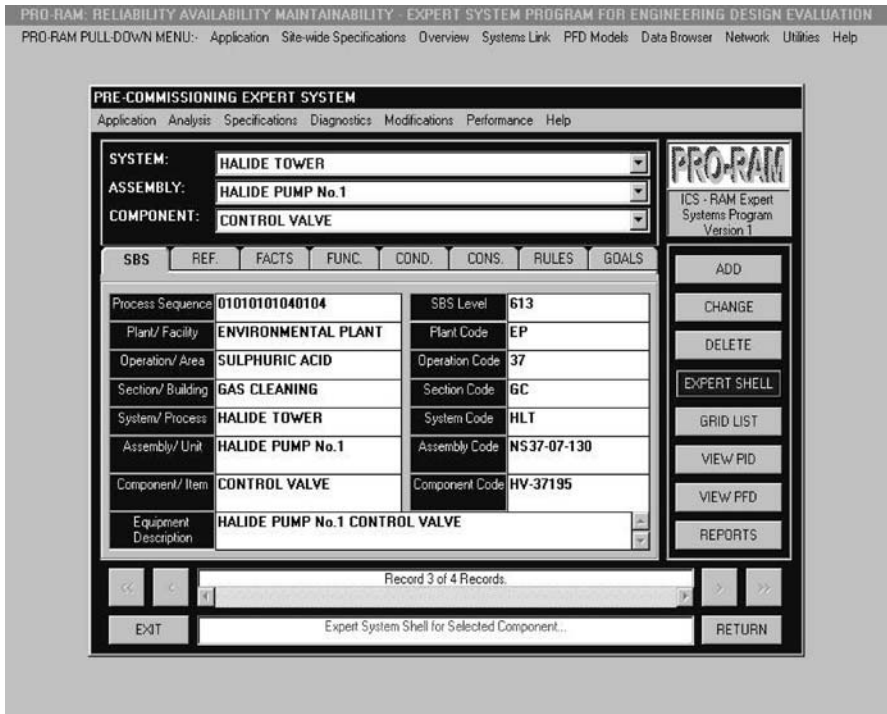 PRO-RAM: RELIABILITY AVAILABILITY MAINTAINABILITY - EXPERT SYSTEM PROGRAM FOR ENGINEERING DESIGN EVALUATION
PRO-RAM PULL-DOWN MENU:- Application Site-wide Specifications Overview Systems Link PFD Models Data Browser Network Utilities Help
PRE-COMMISSIONING EXPERT SYSTEM
Application Analysis Specifications Diagnostics Modifications Performance Help
SYSTEM: HALIDE TOWER
ASSEMBLY: HALIDE PUMP No.1
COMPONENT: CONTROL VALVE
PRO-RAM
ICS - RAM Expert
Systems Program
Version 1
SBS REF. FACTS FUNC. COND. CONS. RULES GOALS
Process Sequence 01010101040104 SBS Level 613
Plant/ Facility ENVIRONMENTAL PLANT Plant Code EP
Operation/ Area SULPHURIC ACID Operation Code 37
Section/ Building GAS CLEANING Section Code GC
System/ Process HALIDE TOWER System Code HLT
Assembly/ Unit HALIDE PUMP No.1 Assembly Code NS37-07-130
Component/ Item CONTROL VALVE Component Code HV-37195
Equipment
Description HALIDE PUMP No.1 CONTROL VALVE
ADD
CHANGE
DELETE
EXPERT SHELL
GRID LIST
VIEW PID
VIEW PFD
REPORTS
<< < Record 3 of 4 Records. > >>
EXIT Expert System Shell for Selected Component... RETURN